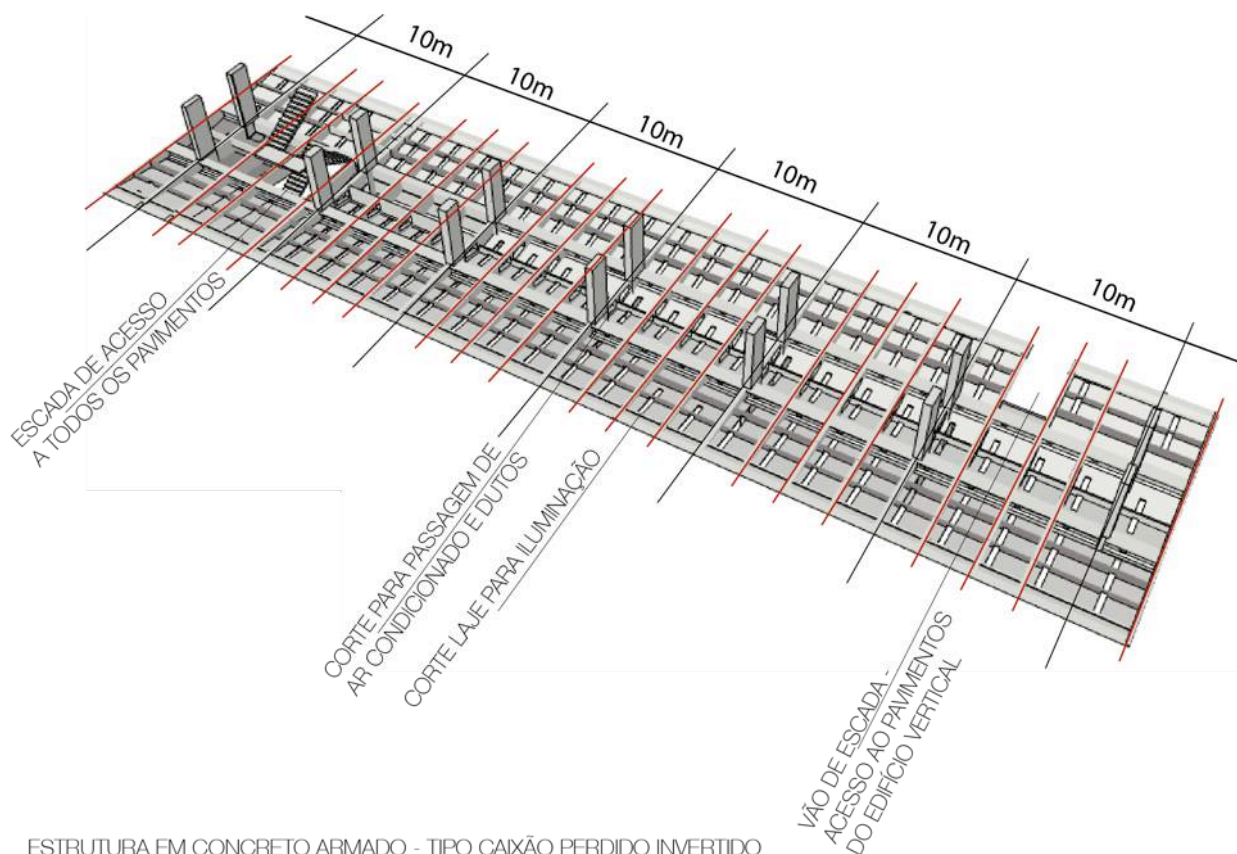 10m
10m
10m
10m
10m
10m
ESCADA DE ACESSO
A TODOS OS PAVIMENTOS
CORTE PARA PASSAGEM DE
AR CONDICIONADO E DUTOS
CORTE LAJE PARA ILUMINAÇÃO
VÃO DE ESCADA -
ACESSO AO PAVIMENTOS
DO EDIFÍCIO VERTICAL
ESTRUTURA EM CONCRETO ARMADO - TIPO CAIXÃO PERDIDO INVERTIDO